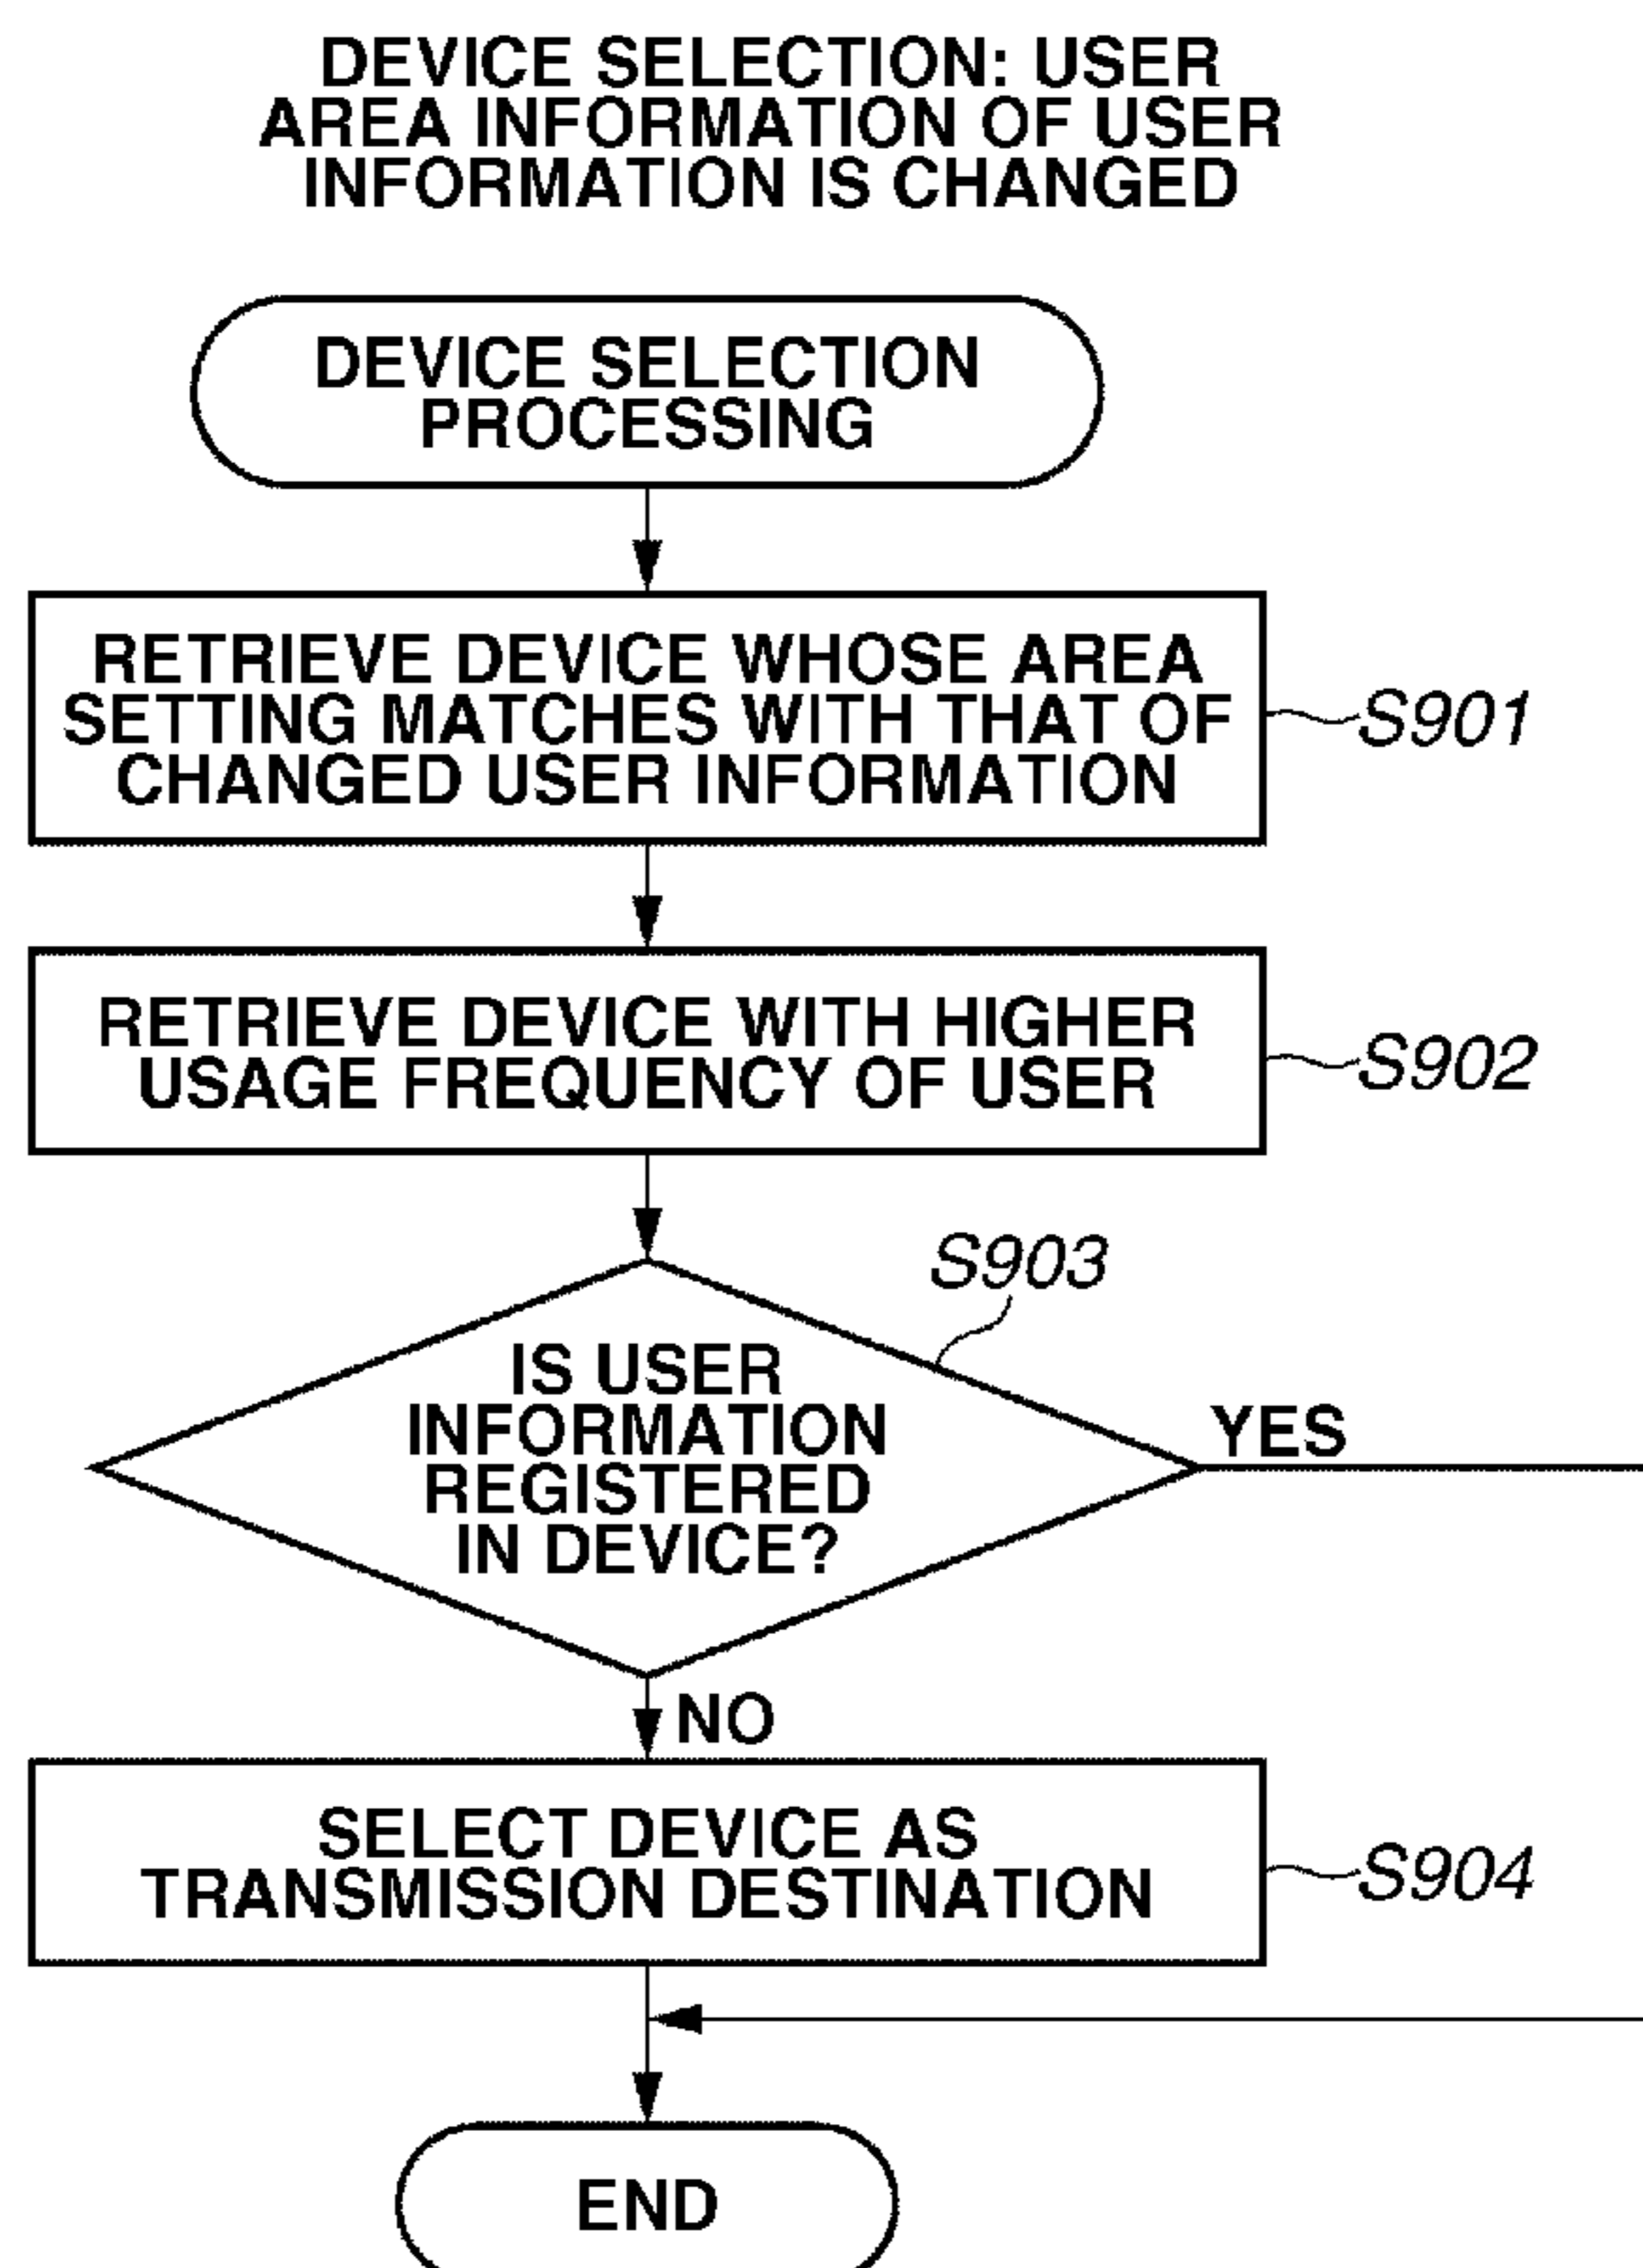 DEVICE SELECTION: USER
AREA INFORMATION OF USER
INFORMATION IS CHANGED
DEVICE SELECTION
PROCESSING
RETRIEVE DEVICE WHOSE AREA
SETTING MATCHES WITH THAT OF
CHANGED USER INFORMATION
S901
RETRIEVE DEVICE WITH HIGHER
USAGE FREQUENCY OF USER
S902
S903
IS USER
INFORMATION
REGISTERED
IN DEVICE?
YES
NO
SELECT DEVICE AS
TRANSMISSION DESTINATION
S904
END